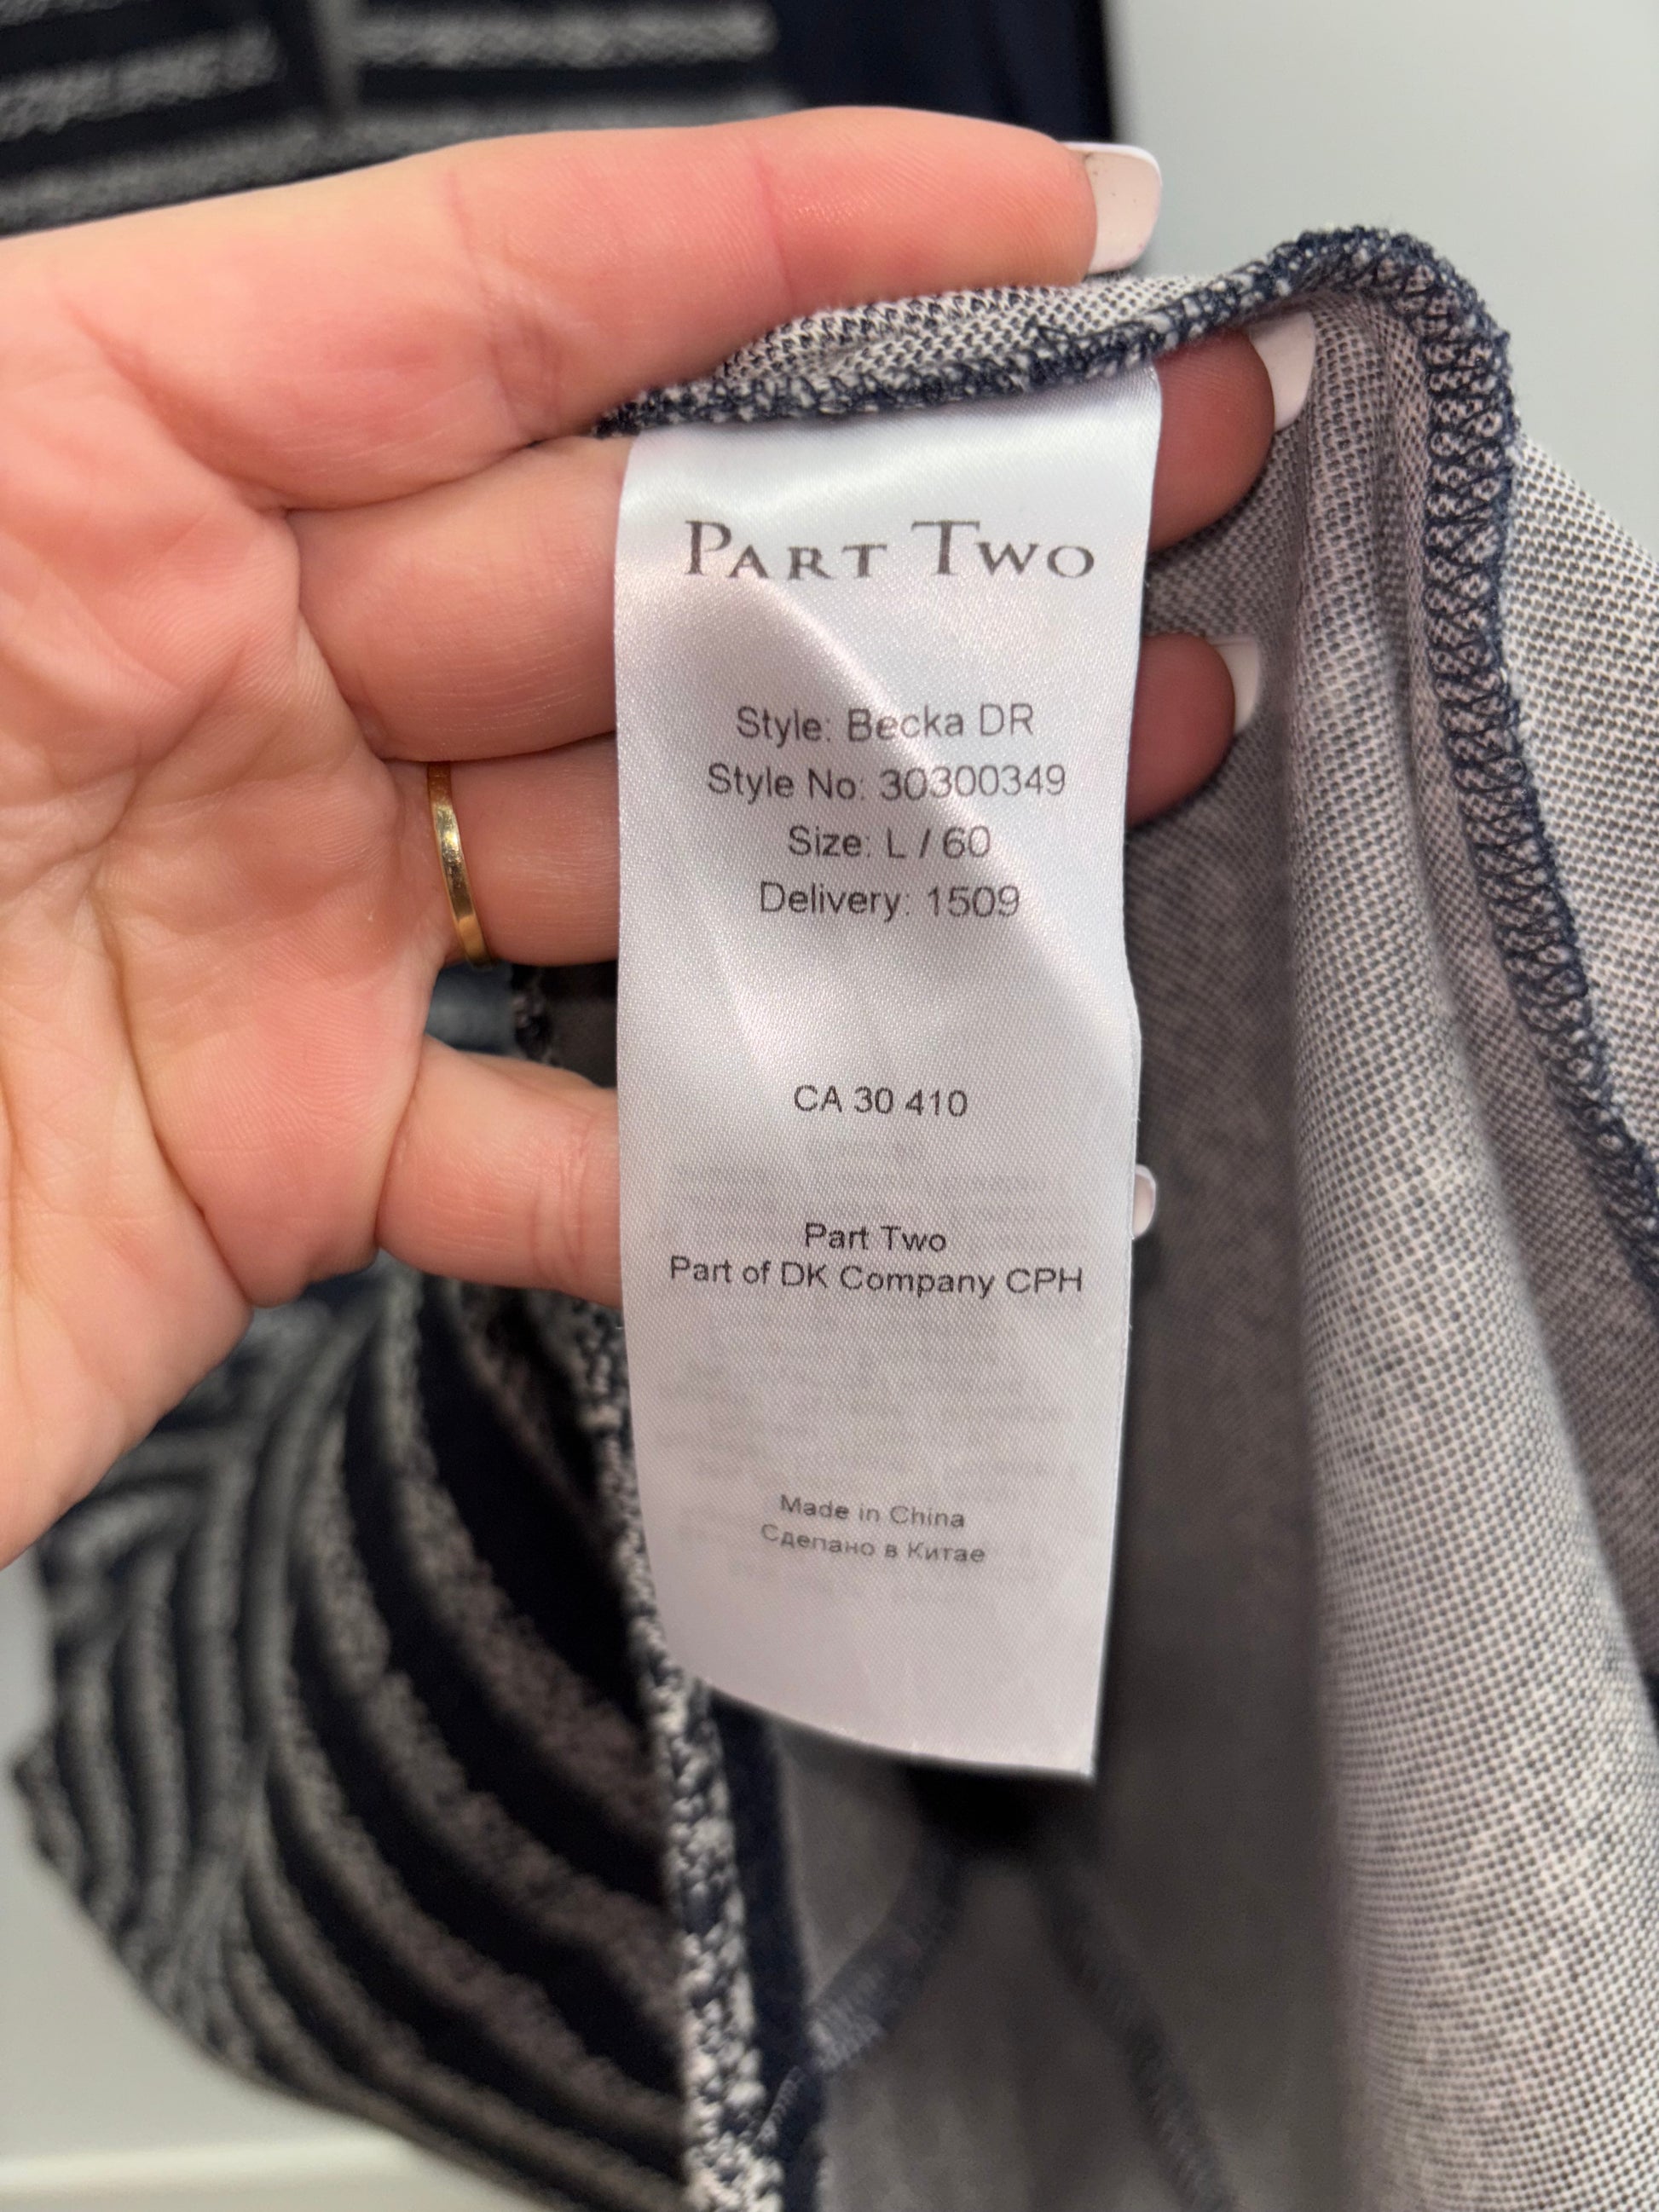 PART TWO
Style: Becka DR
Style No: 30300349
Size: L / 60
Delivery: 1509
CA 30 410
Part Two
Part of DK Company CPH
Made in China
Сделано в Китае